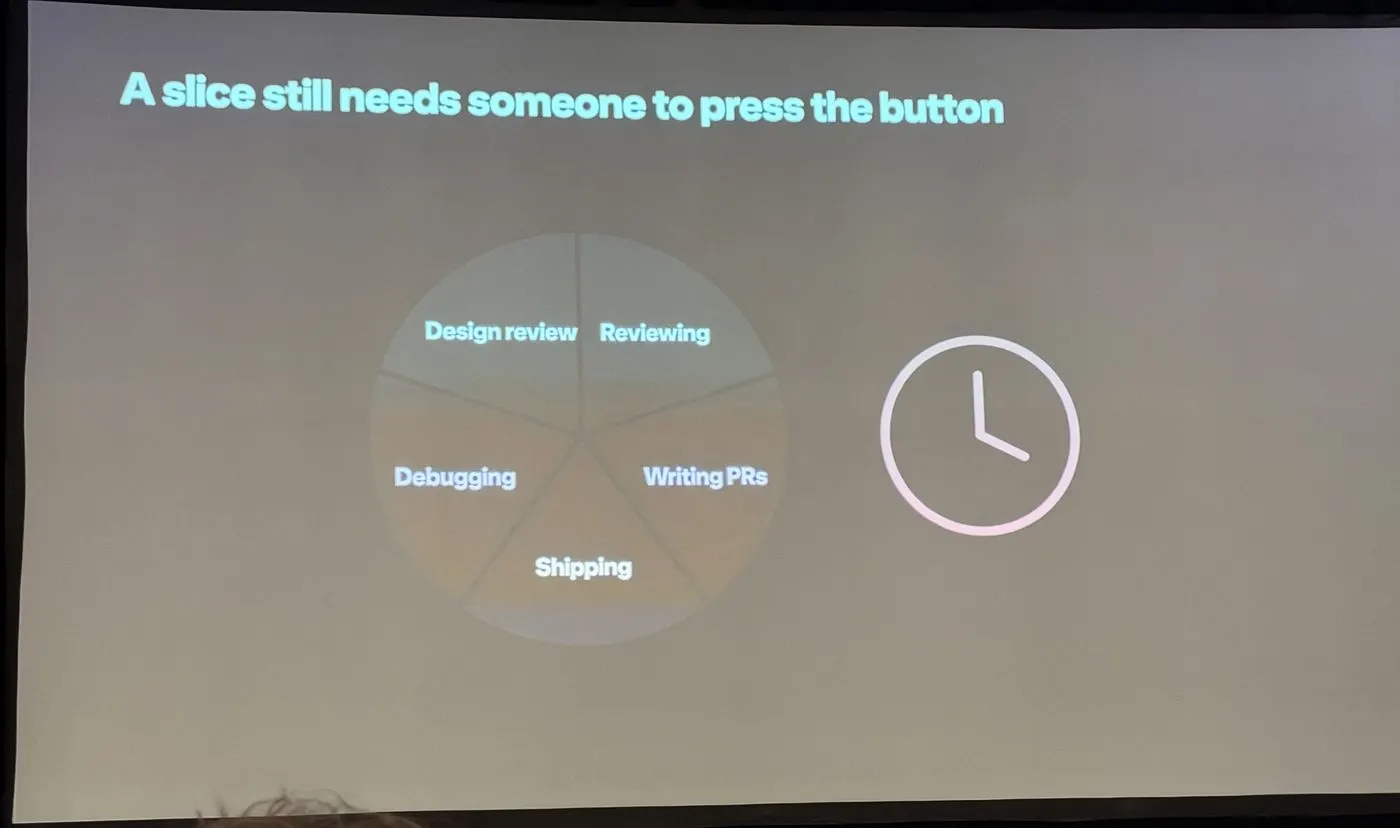 A slice still needs someone to press the button
Design review
Reviewing
Debugging
Writing PRs
Shipping